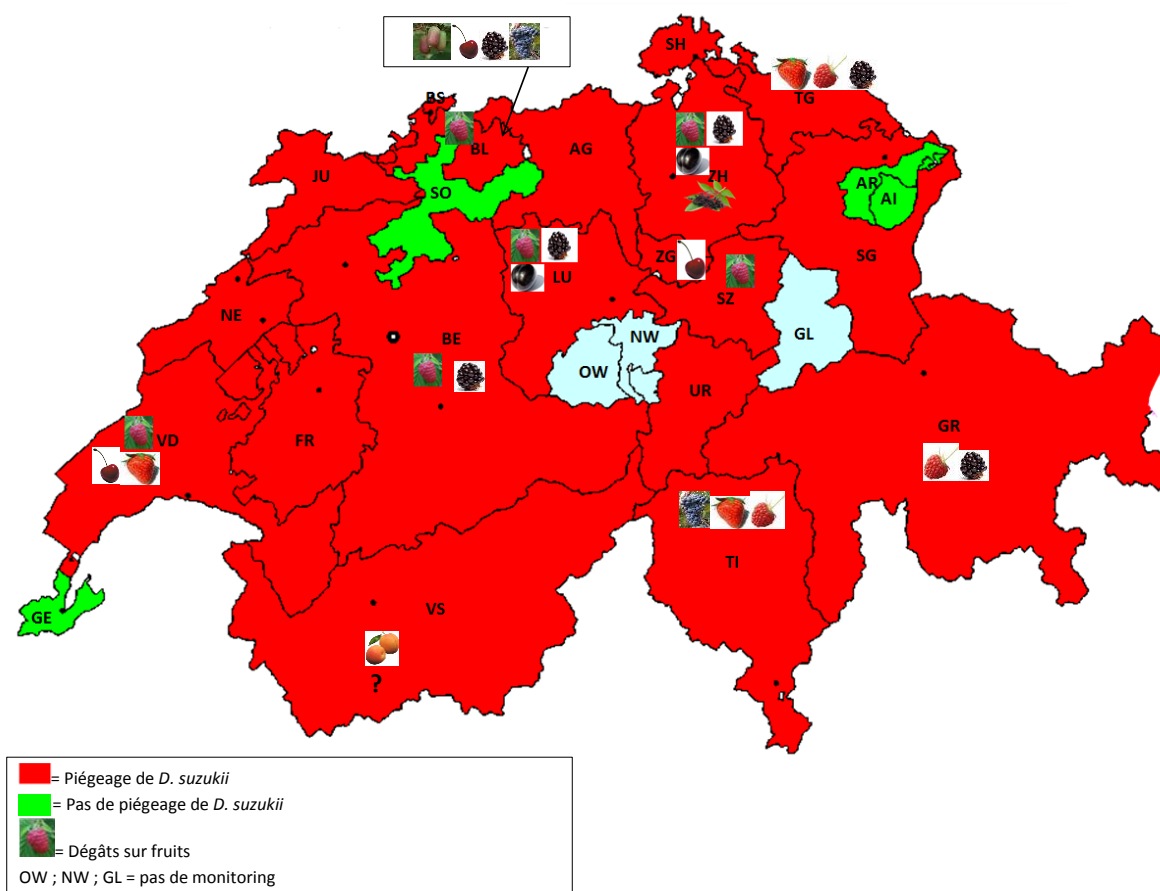 SH
TG
BS
BL
AG
JU
ZH
SO
AR
AI
ZG
SG
LU
SZ
NE
BE
NW
GL
OW
UR
VD
FR
GR
TI
VS
GE
?
= Piégeage de D. suzukii
= Pas de piégeage de D. suzukii
= Dégâts sur fruits
OW ; NW ; GL = pas de monitoring